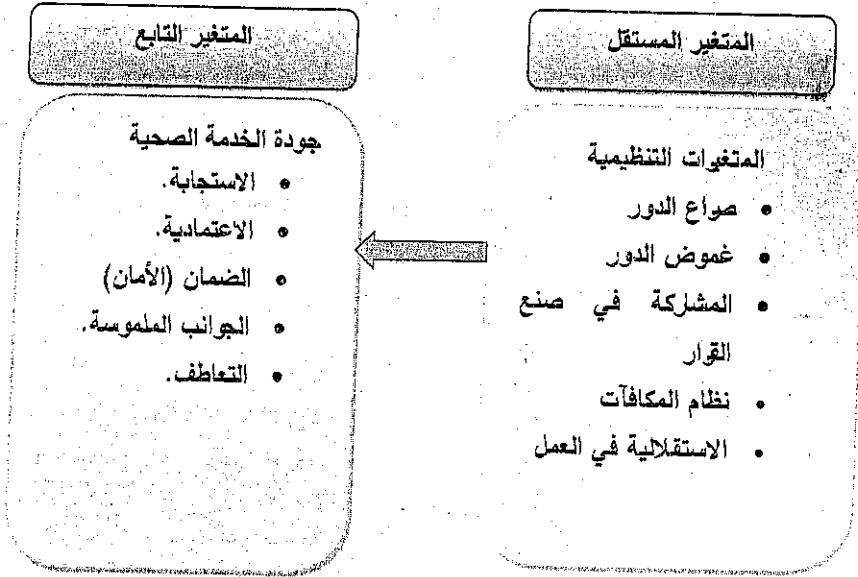 المتغير المستقل
المتغيرات التنظيمية
• صراع الدور
• غموض الدور
• المشاركة في صنع
القرار
• نظام المكافآت
• الاستقلالية في العمل
المتغير التابع
جودة الخدمة الصحية
• الاستجابة.
• الاعتمادية.
• الضمان (الأمان)
• الجوانب الملموسة.
• التعاطف.